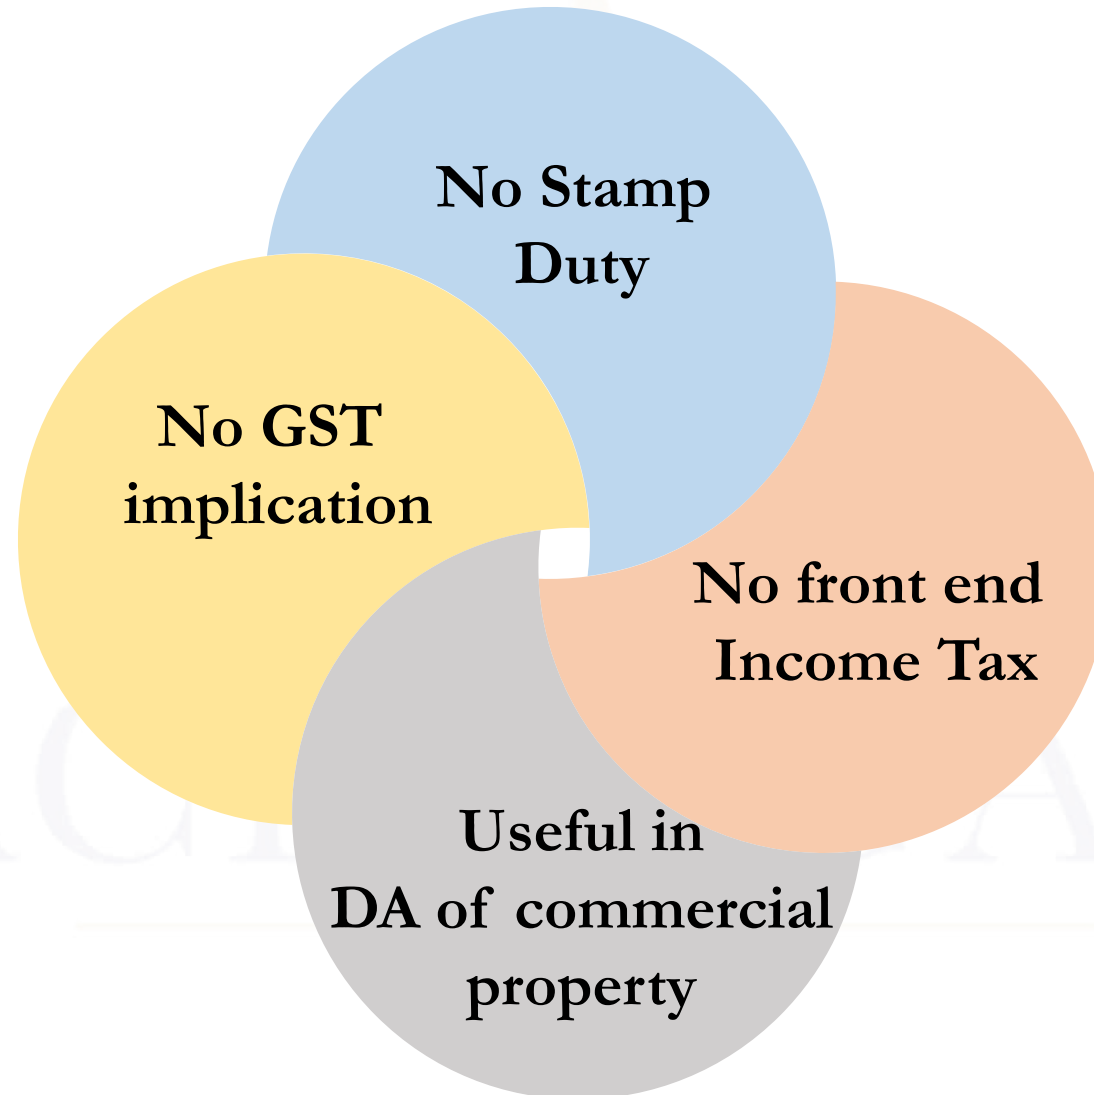 No Stamp
Duty
No GST
implication
No front end
Income Tax
Useful in
DA of commercial
property